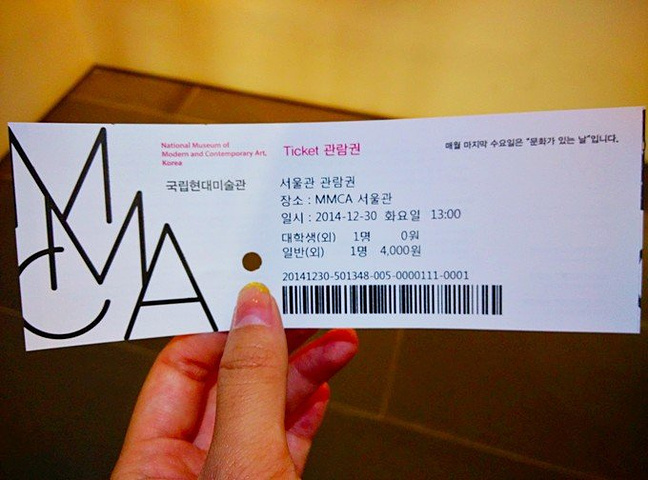 MMCA
National Museum of
Modern and Contemporary Art,
Korea
국립현대미술관
Ticket 관람권
매월 마지막 수요일은 "문화가 있는 날"입니다.
서울관 관람권
장소 : MMCA 서울관
일시 : 2014-12-30 화요일 13:00
대학생(외) 1명 0원
일반(외) 1명 4,000원
20141230-501348-005-0000111-0001